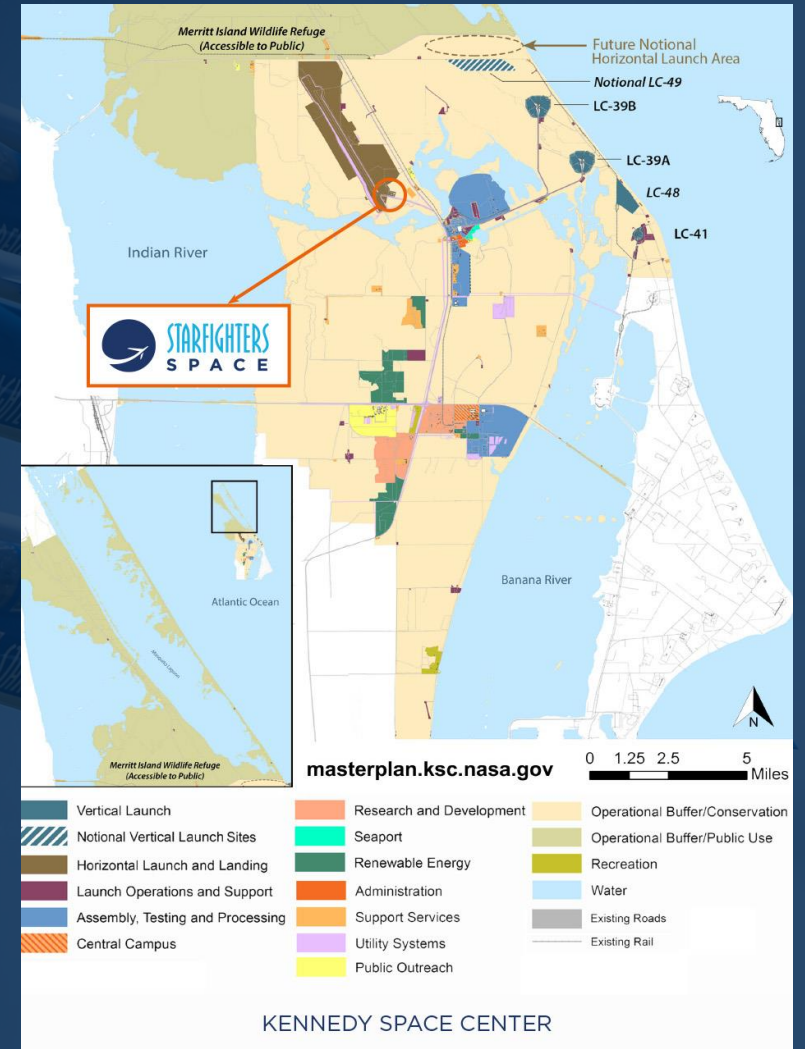 Merritt Island Wildlife Refuge
(Accessible to Public)
Future Notional
Horizontal Launch Area
Notional LC-49
LC-39B
LC-39A
LC-48
LC-41
Indian River
STARFIGHTERS
SPACE
Banana River
Atlantic Ocean
Mosquito Lagoon
Merritt Island Wildlife Refuge
(Accessible to Public)
N
masterplan.ksc.nasa.gov
0 1.25 2.5 5
Miles
Vertical Launch
Notional Vertical Launch Sites
Horizontal Launch and Landing
Launch Operations and Support
Assembly, Testing and Processing
Central Campus
Research and Development
Seaport
Renewable Energy
Administration
Support Services
Utility Systems
Public Outreach
Operational Buffer/Conservation
Operational Buffer/Public Use
Recreation
Water
Existing Roads
Existing Rail
KENNEDY SPACE CENTER